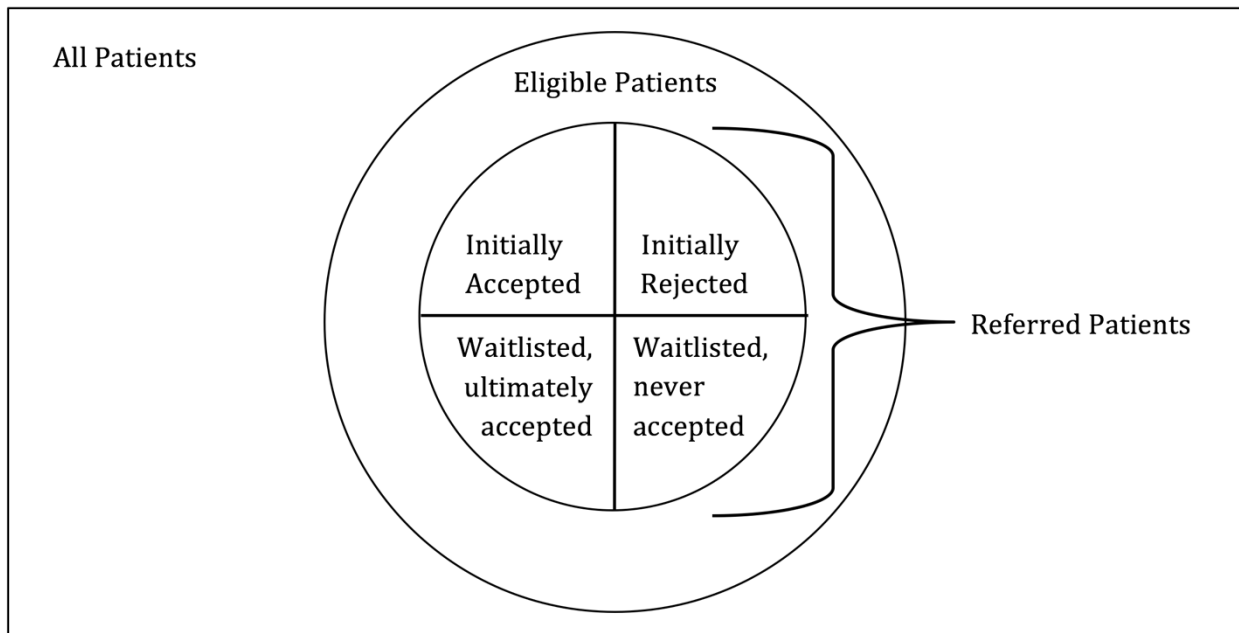 All Patients
Eligible Patients
Initially
Accepted
Initially
Rejected
Waitlisted,
ultimately
accepted
Waitlisted,
never
accepted
Referred Patients